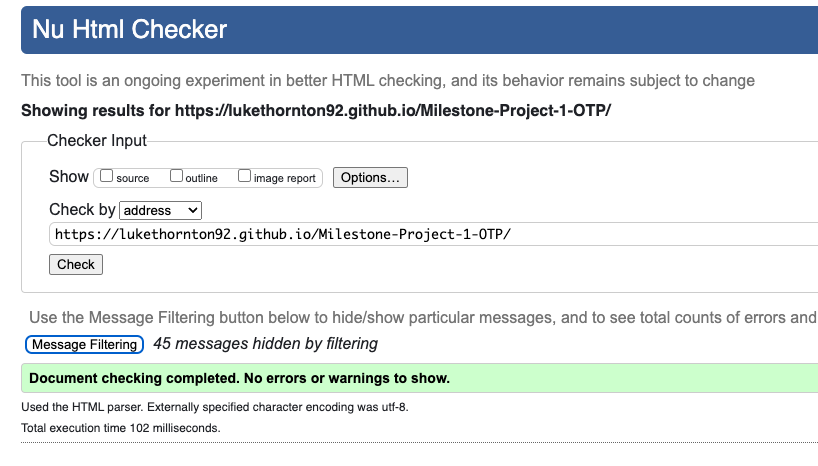 Nu Html Checker
This tool is an ongoing experiment in better HTML checking, and its behavior remains subject to change
Showing results for https://lukethornton92.github.io/Milestone-Project-1-OTP/
Checker Input
Show source outline image report Options...
Check by address
https://lukethornton92.github.io/Milestone-Project-1-OTP/
Check
Use the Message Filtering button below to hide/show particular messages, and to see total counts of errors and
Message Filtering 45 messages hidden by filtering
Document checking completed. No errors or warnings to show.
Used the HTML parser. Externally specified character encoding was utf-8.
Total execution time 102 milliseconds.